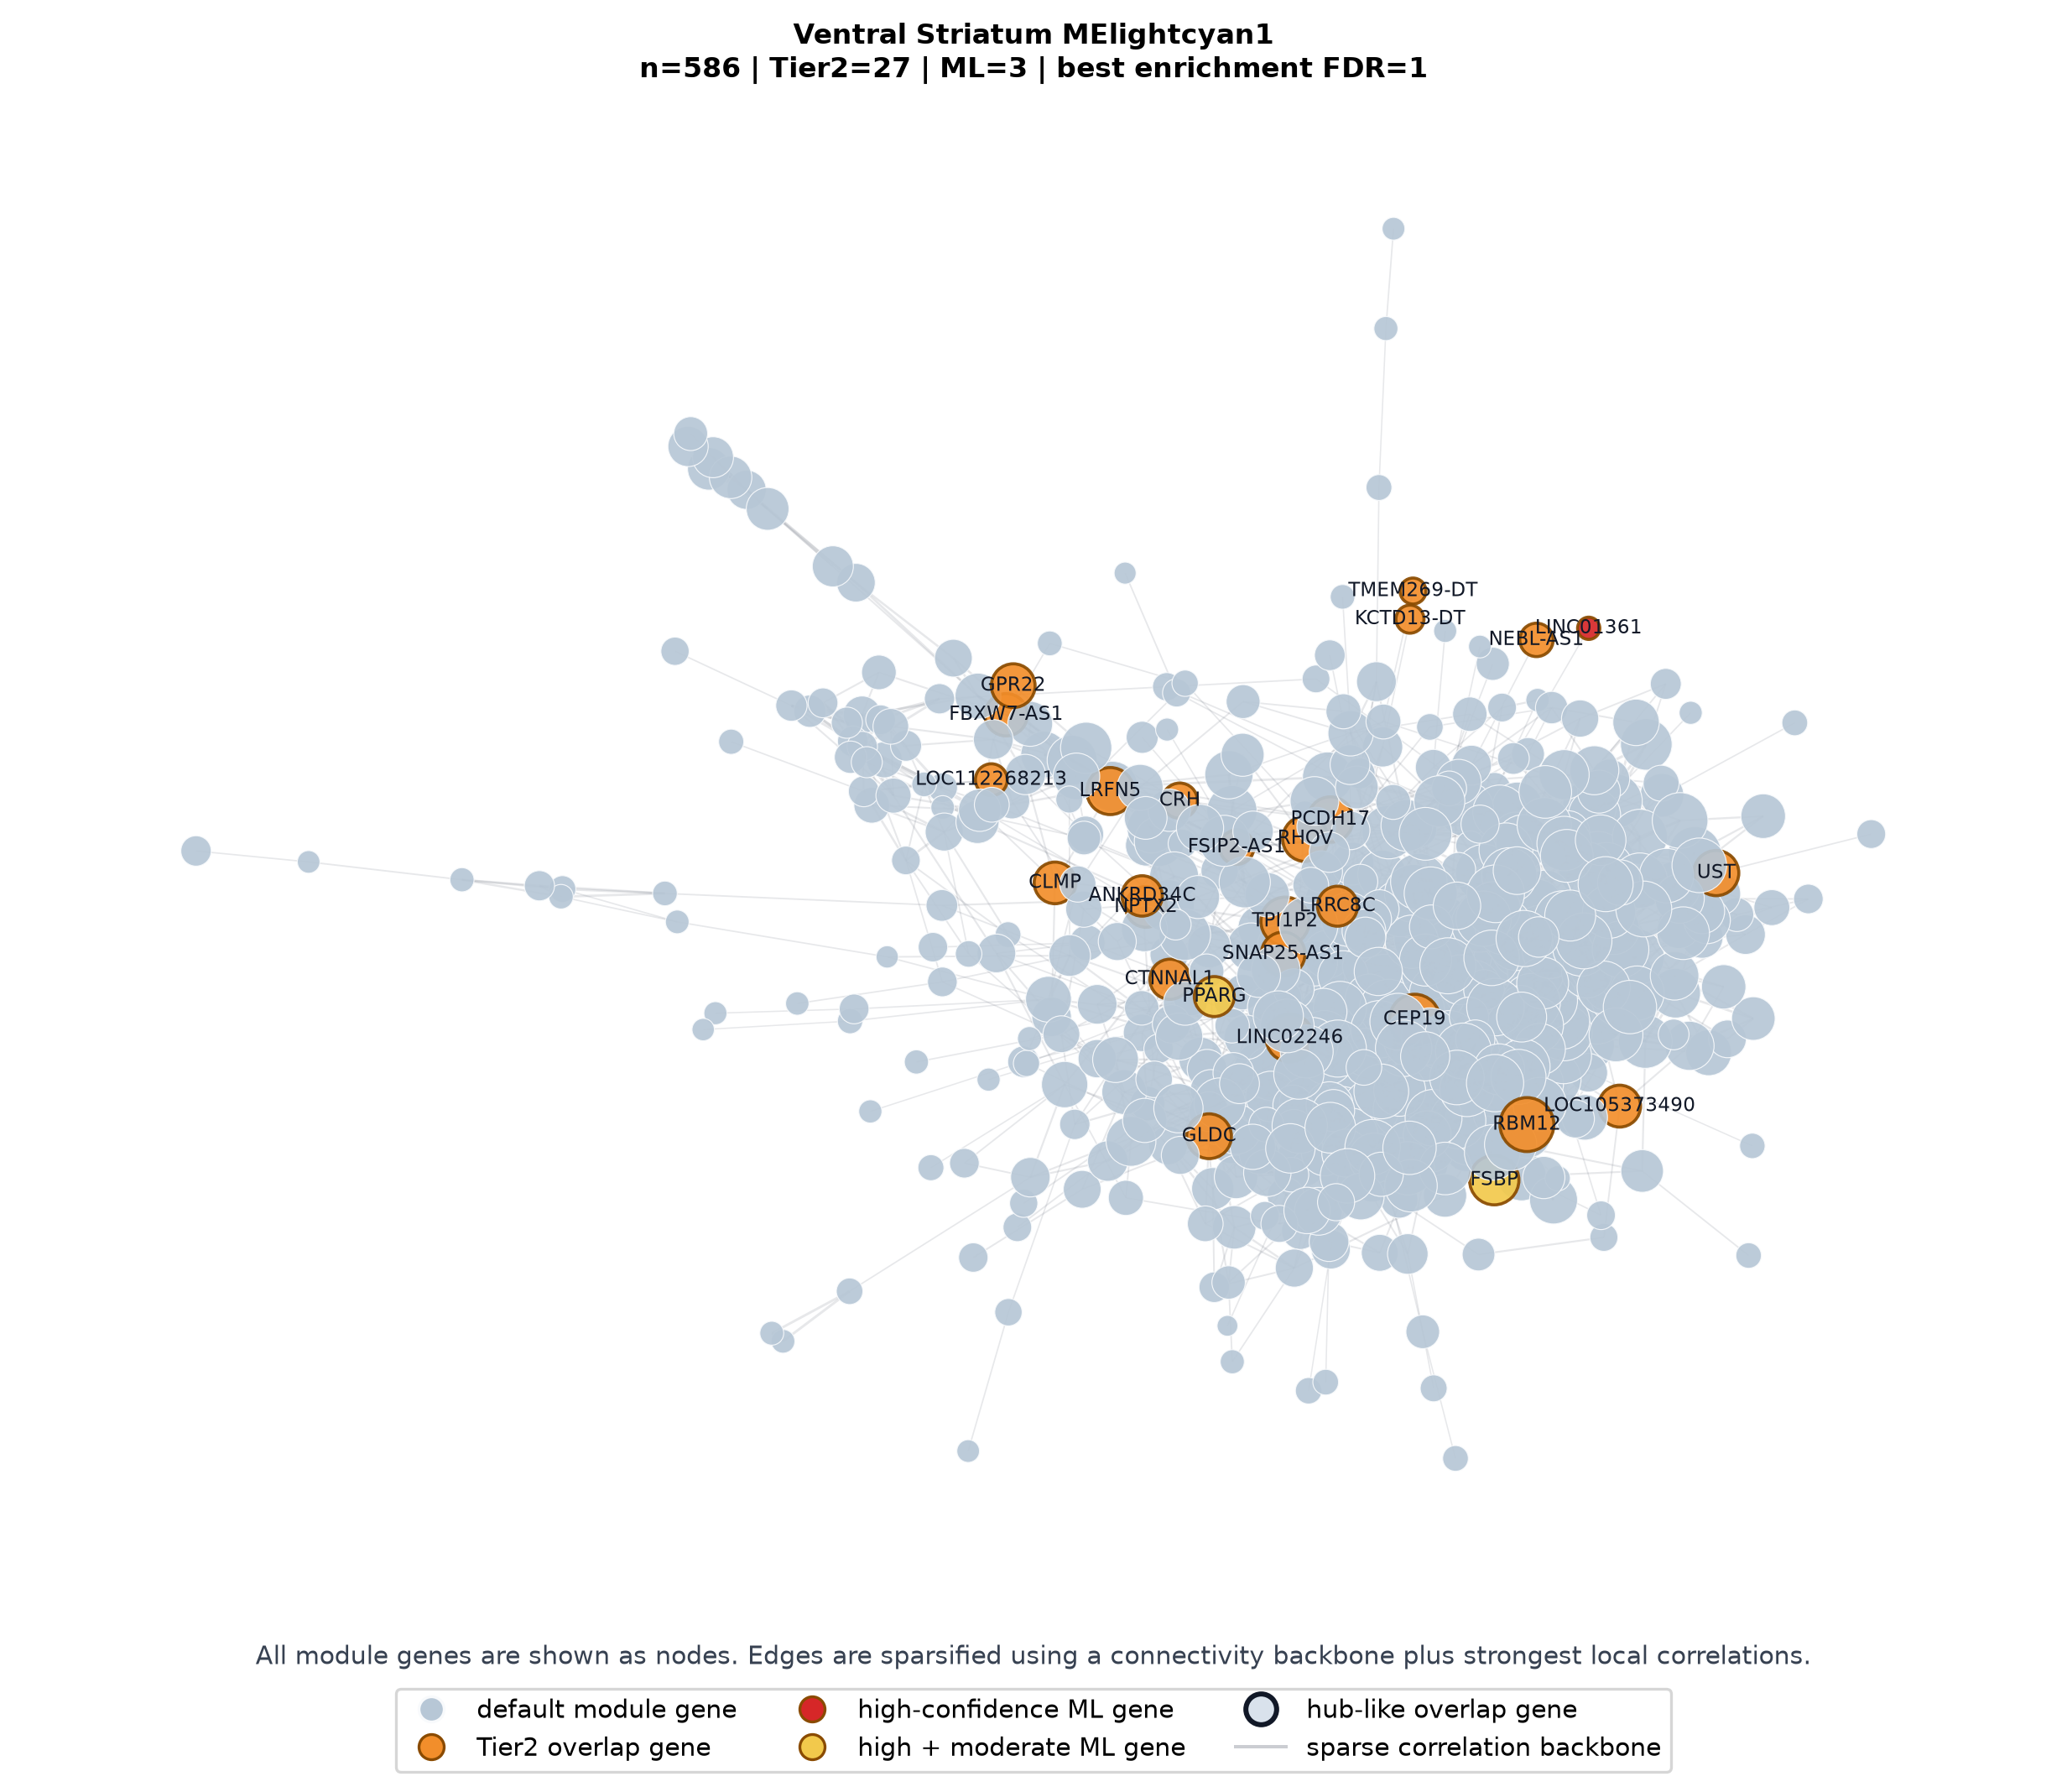 Ventral Striatum MElightcyan1
n=586 | Tier2=27 | ML=3 | best enrichment FDR=1
TMEM269-DT
KCTD13-DT
LINC01361
NEBL-AS1
GPR22
FBXW7-AS1
LOC112268213
LRFN5
CRH
PCDH17
RHOV
FSIP2-AS1
UST
CLMP
ANKRD34C
NPTX2
LRRC8C
TPI1P2
SNAP25-AS1
CTNNAL1
PPARG
CEP19
LINC02246
LOC105373490
RBM12
GLDC
FSBP
All module genes are shown as nodes. Edges are sparsified using a connectivity backbone plus strongest local correlations.
default module gene
Tier2 overlap gene
high-confidence ML gene
high + moderate ML gene
hub-like overlap gene
sparse correlation backbone